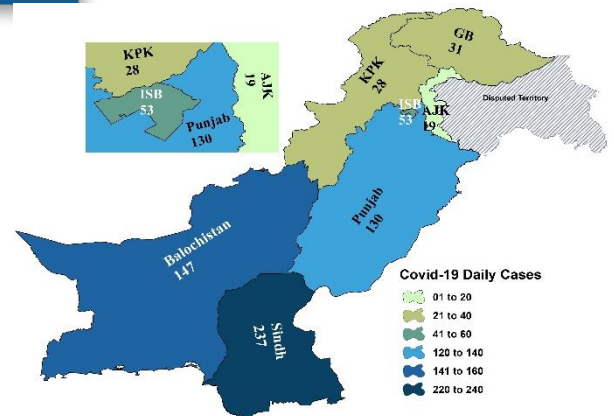 KPK
28
ISB
53
Punjab
130
AJK
19
GB
31
KPK
28
ISB
53
AJK
19
Disputed Territory
Punjab
130
Balochistan
147
Sindh
237
Covid-19 Daily Cases
01 to 20
21 to 40
41 to 60
120 to 140
141 to 160
220 to 240